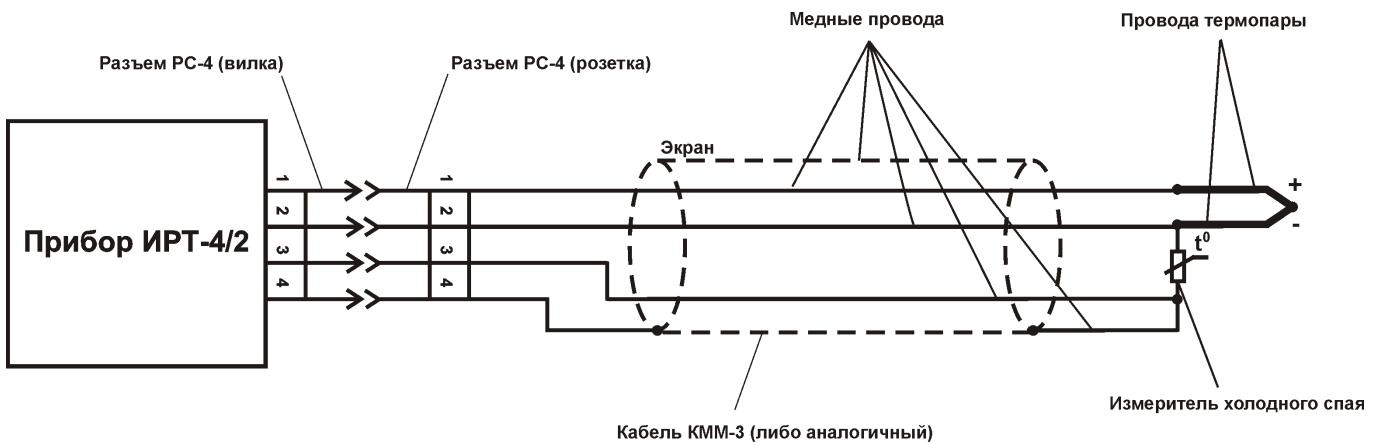 Медные провода
Провода термопары
Разъем РС-4 (вилка)
Разъем РС-4 (розетка)
Экран
1
2
3
4
1
2
3
4
Прибор ИРТ-4/2
+
-
t⁰
Измеритель холодного спая
Кабель КММ-3 (либо аналогичный)